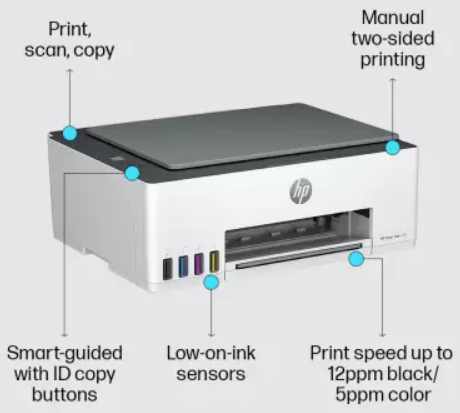 Print,
scan, copy
Manual
two-sided
printing
hp
Smart-guided
with ID copy
buttons
Low-on-ink
sensors
Print speed up to
12ppm black/
5ppm color